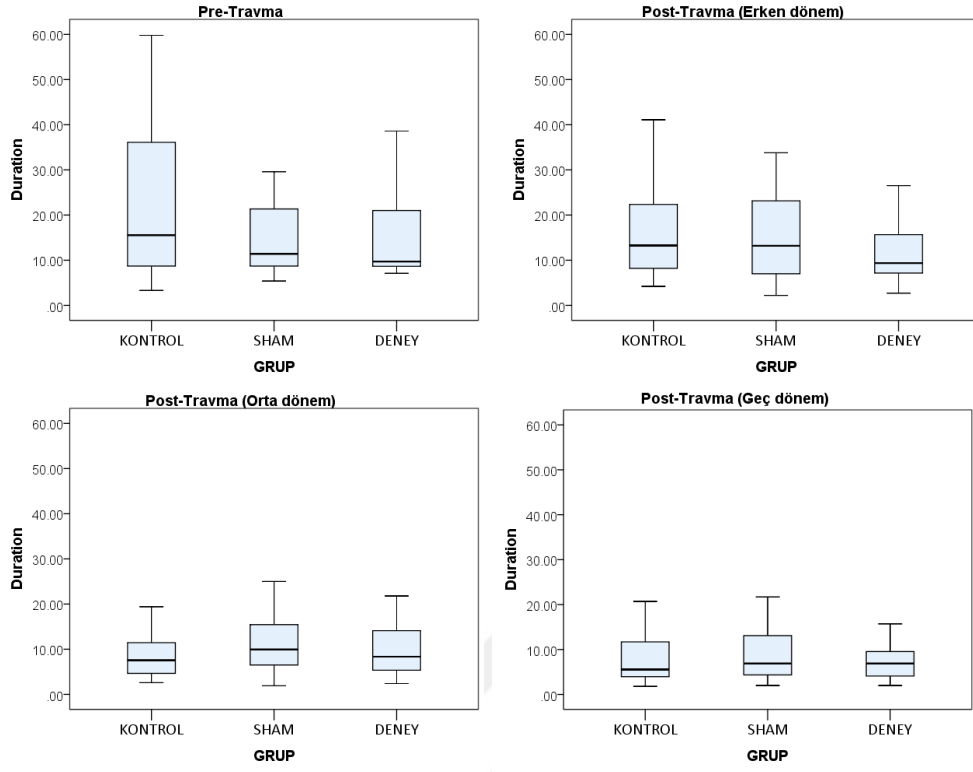 Pre-Travma
60.00
50.00
40.00
30.00
20.00
10.00
.00
Duration
KONTROL SHAM DENEY
GRUP
Post-Travma (Erken dönem)
60.00
50.00
40.00
30.00
20.00
10.00
.00
Duration
KONTROL SHAM DENEY
GRUP
Post-Travma (Orta dönem)
60.00
50.00
40.00
30.00
20.00
10.00
.00
Duration
KONTROL SHAM DENEY
GRUP
Post-Travma (Geç dönem)
60.00
50.00
40.00
30.00
20.00
10.00
.00
Duration
KONTROL SHAM DENEY
GRUP